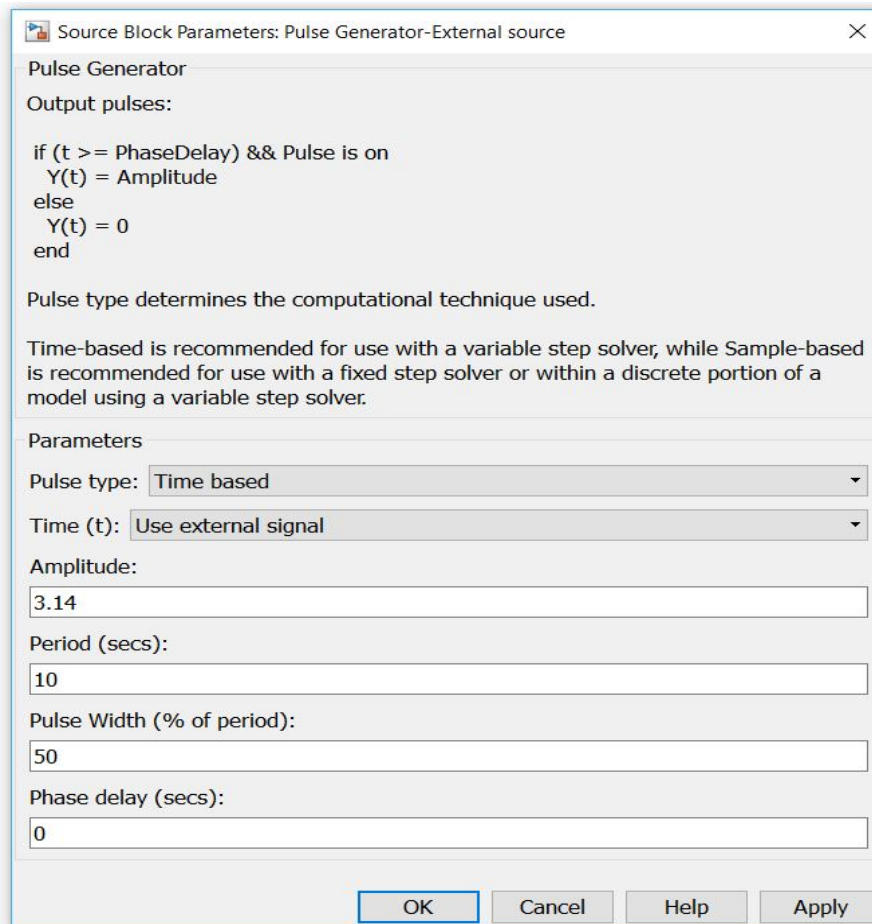 Source Block Parameters: Pulse Generator-External source
Pulse Generator
Output pulses:
if (t >= PhaseDelay) && Pulse is on
Y(t) = Amplitude
else
Y(t) = 0
end
Pulse type determines the computational technique used.
Time-based is recommended for use with a variable step solver, while Sample-based
is recommended for use with a fixed step solver or within a discrete portion of a
model using a variable step solver.
Parameters
Pulse type: Time based
Time (t): Use external signal
Amplitude:
3.14
Period (secs):
10
Pulse Width (% of period):
50
Phase delay (secs):
0
OK Cancel Help Apply